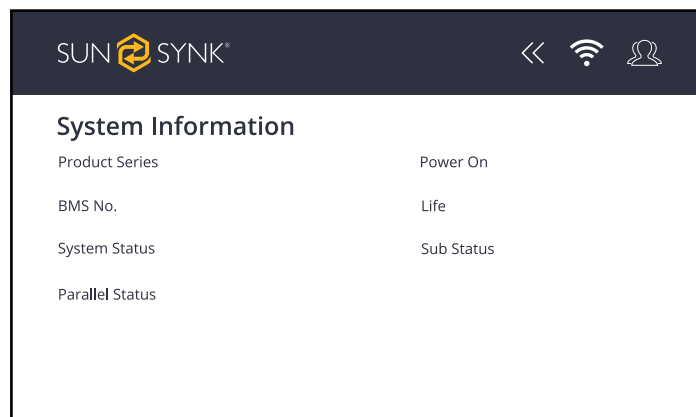 SUN SYNK®
System Information
Product Series
Power On
BMS No.
Life
System Status
Sub Status
Parallel Status